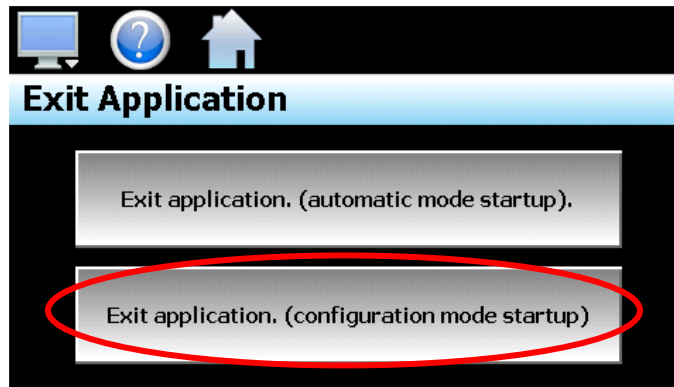 ?
Exit Application
Exit application. (automatic mode startup).
Exit application. (configuration mode startup)